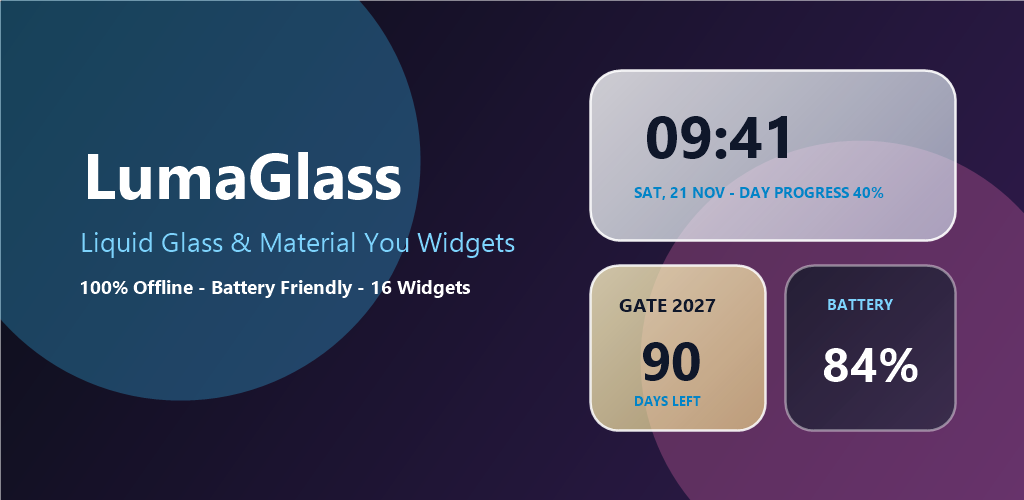 LumaGlass
Liquid Glass & Material You Widgets
100% Offline - Battery Friendly - 16 Widgets
09:41
SAT, 21 NOV - DAY PROGRESS 40%
GATE 2027
90
DAYS LEFT
BATTERY
84%